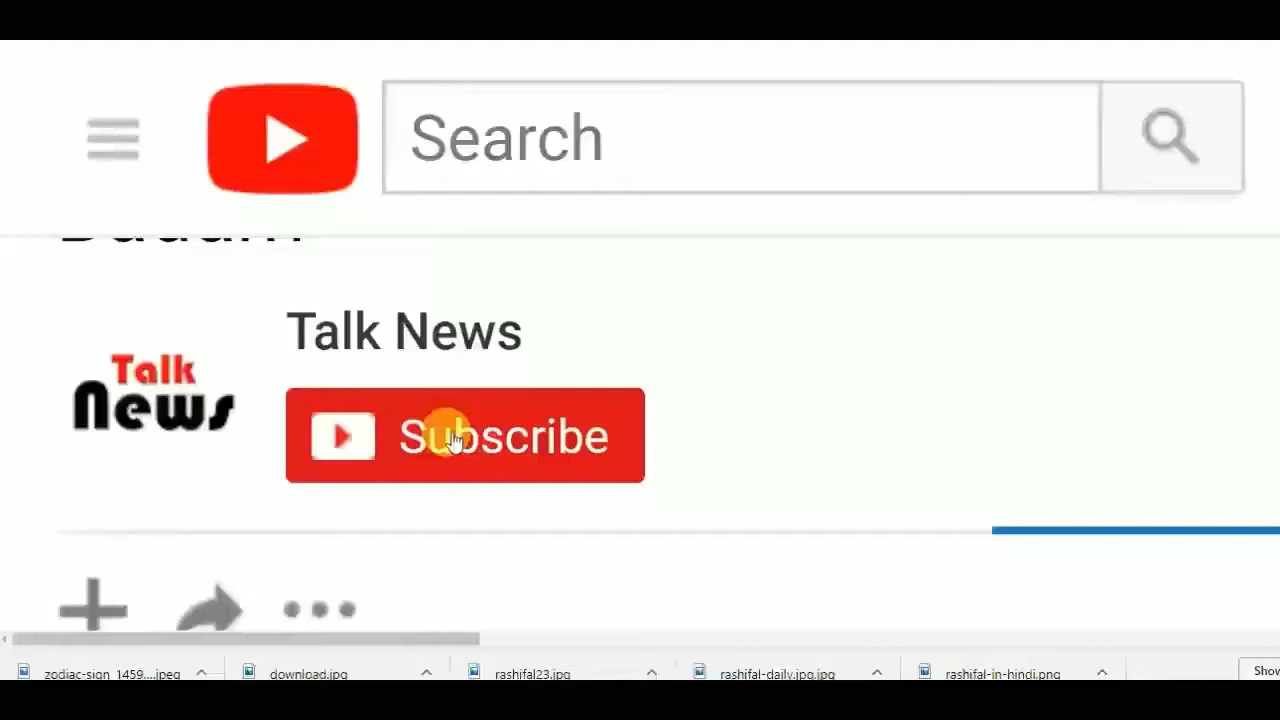 Search
Talk News
Talk
News
Subscribe
zodiac-sign_1459....jpeg
download.jpg
rashifal23.jpg
rashifal-daily.jpg.jpg
rashifal-in-hindi.png
Show